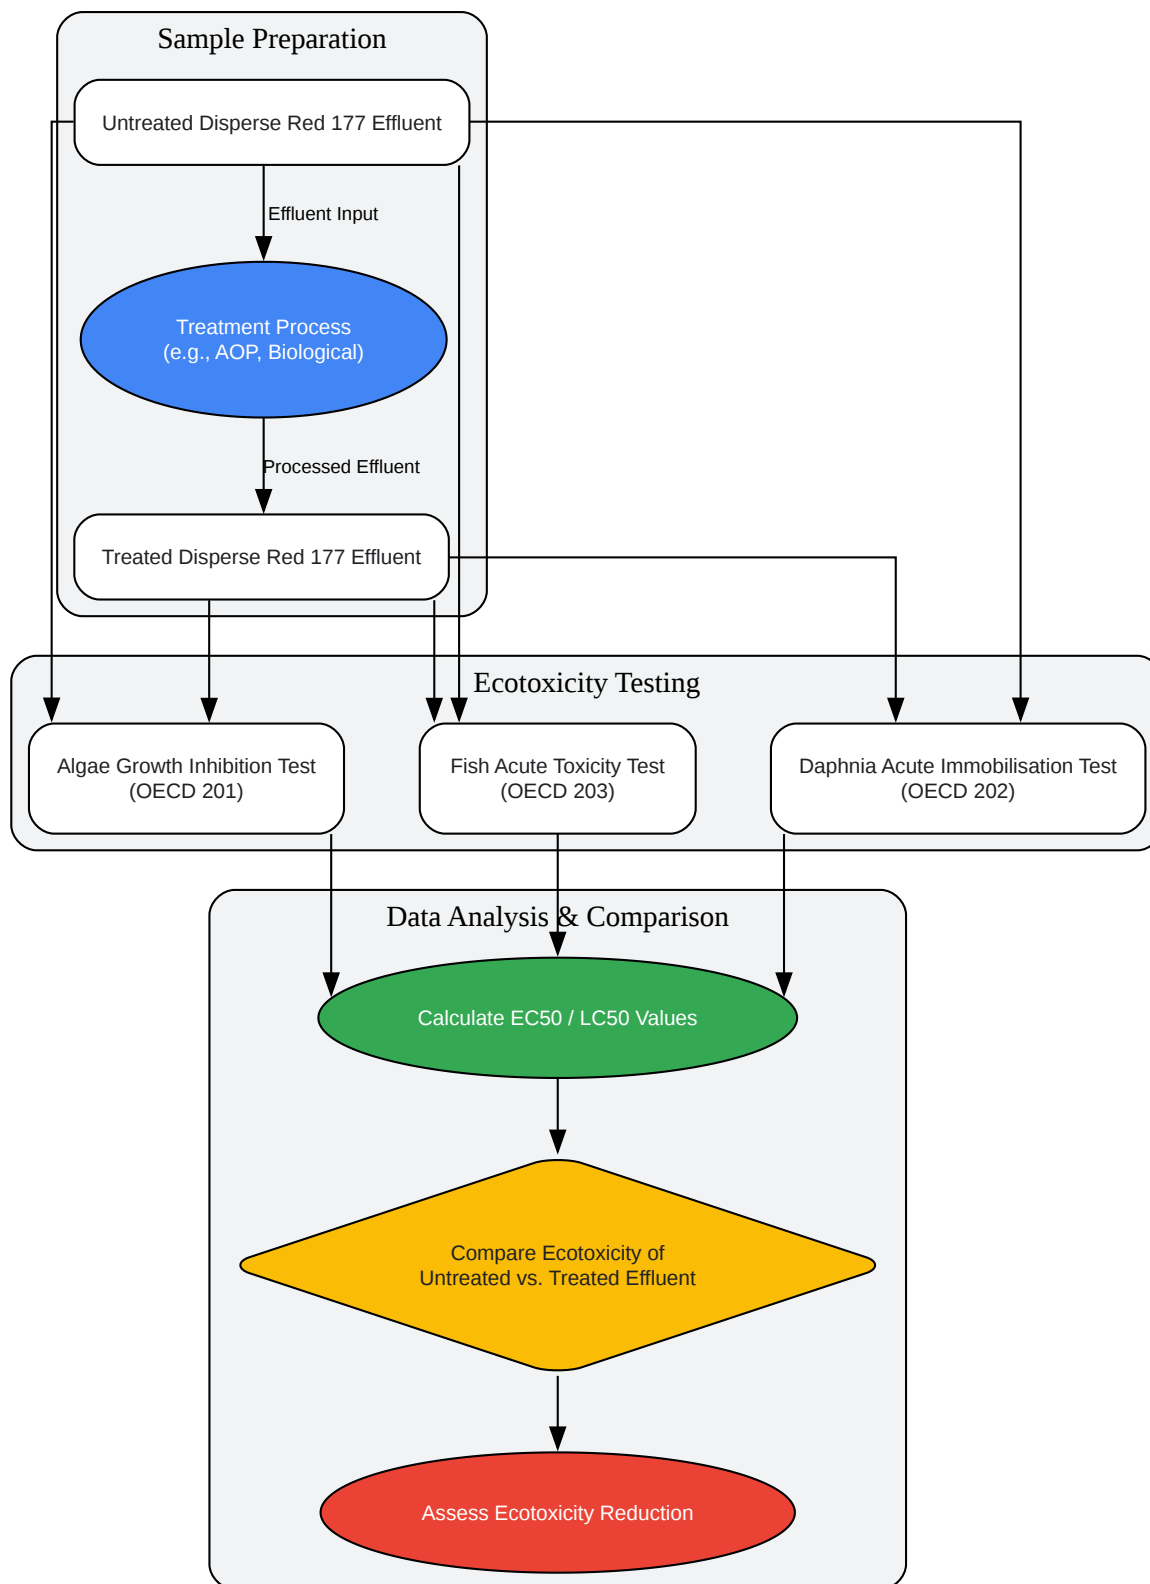 Sample Preparation
Untreated Disperse Red 177 Effluent
Effluent Input
Treatment Process
(e.g., AOP, Biological)
Processed Effluent
Treated Disperse Red 177 Effluent
Ecotoxicity Testing
Algae Growth Inhibition Test
(OECD 201)
Fish Acute Toxicity Test
(OECD 203)
Daphnia Acute Immobilisation Test
(OECD 202)
Data Analysis & Comparison
Calculate EC50 / LC50 Values
Compare Ecotoxicity of
Untreated vs. Treated Effluent
Assess Ecotoxicity Reduction